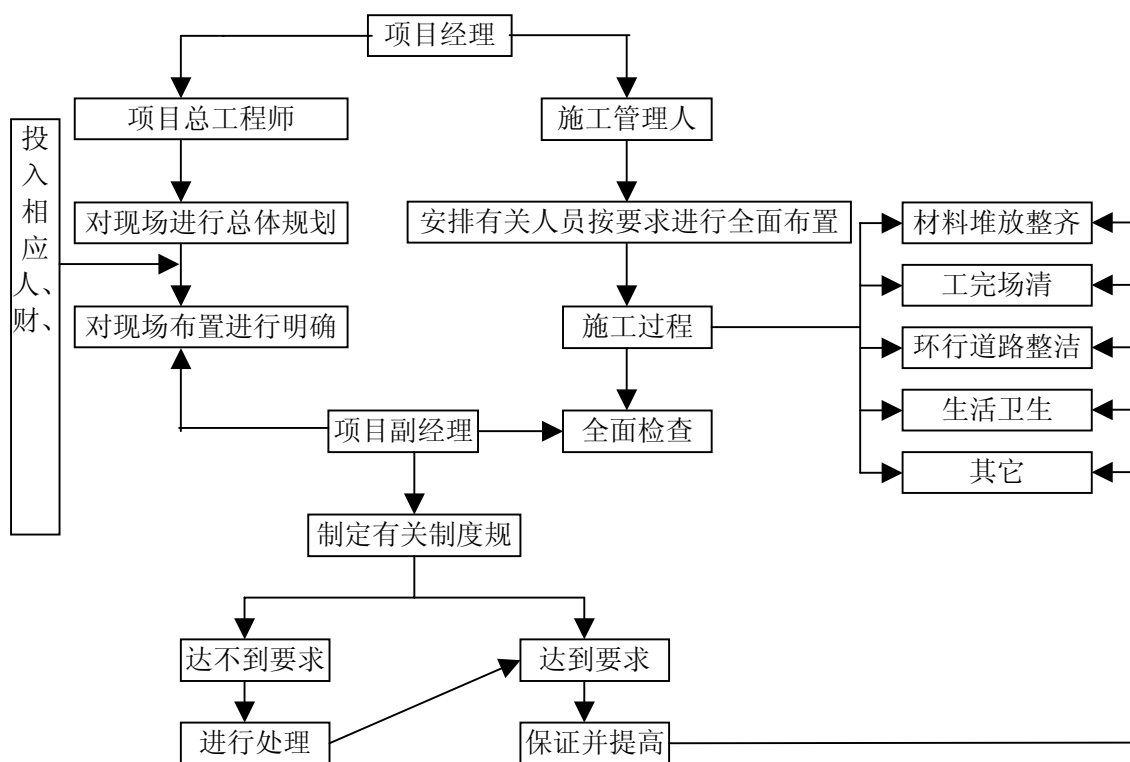 项目经理
项目总工程师
施工管理人
投
入
相
应
人、
财、
对现场进行总体规划
安排有关人员按要求进行全面布置
材料堆放整齐
工完场清
对现场布置进行明确
施工过程
环行道路整洁
生活卫生
项目副经理
全面检查
其它
制定有关制度规
达不到要求
达到要求
进行处理
保证并提高